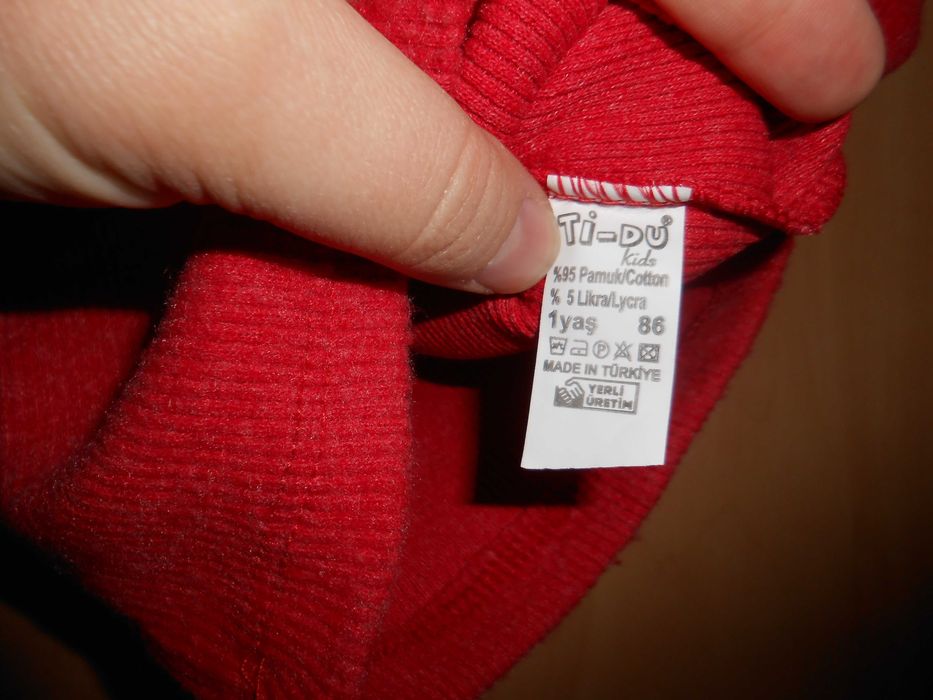 Ti-DU®
kids
%95 Pamuk/Cotton
% 5 Likra/Lycra
1yaş 86
MADE IN TÜRKİYE
YERLİ
ÜRETİM